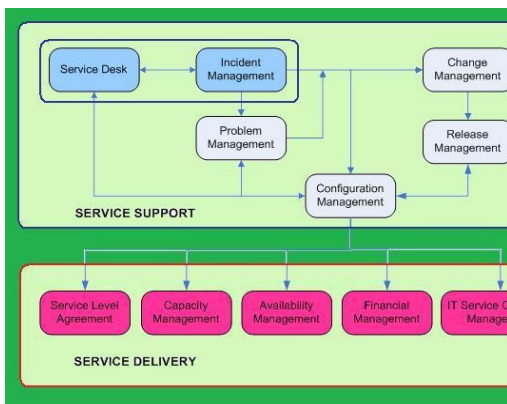 Service Desk
Incident
Management
Change
Management
Problem
Management
Release
Management
Configuration
Management
SERVICE SUPPORT
Service Level
Agreement
Capacity
Management
Availability
Management
Financial
Management
IT Service
SERVICE DELIVERY